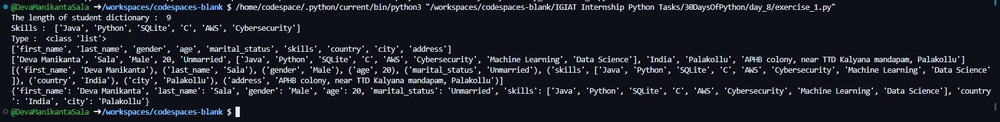 @DevaManikantaSala ➜/workspaces/codespaces-blank $ /home/codespace/.python/current/bin/python3 "/workspaces/codespaces-blank/IGIAT Internship Python Tasks/30DaysOfPython/day_8/exercise_1.py"
The length of student dictionary :  9
Skills :  ['Java', 'Python', 'SQLite', 'C', 'AWS', 'Cybersecurity']
Type :  <class 'list'>
['first_name', 'last_name', 'gender', 'age', 'marital_status', 'skills', 'country', 'city', 'address']
['Deva Manikanta', 'Sala', 'Male', 20, 'Unmarried', ['Java', 'Python', 'SQLite', 'C', 'AWS', 'Cybersecurity', 'Machine Learning', 'Data Science'], 'India', 'Palakollu', 'APHB colony, near TTD Kalyana mandapam, Palakollu']
[('first_name', 'Deva Manikanta'), ('last_name', 'Sala'), ('gender', 'Male'), ('age', 20), ('marital_status', 'Unmarried'), ('skills', ['Java', 'Python', 'SQLite', 'C', 'AWS', 'Cybersecurity', 'Machine Learning', 'Data Science'
]), ('country', 'India'), ('city', 'Palakollu'), ('address', 'APHB colony, near TTD Kalyana mandapam, Palakollu')]
{'first_name': 'Deva Manikanta', 'last_name': 'Sala', 'gender': 'Male', 'age': 20, 'marital_status': 'Unmarried', 'skills': ['Java', 'Python', 'SQLite', 'C', 'AWS', 'Cybersecurity', 'Machine Learning', 'Data Science'], 'country
': 'India', 'city': 'Palakollu'}
@DevaManikantaSala ➜/workspaces/codespaces-blank $